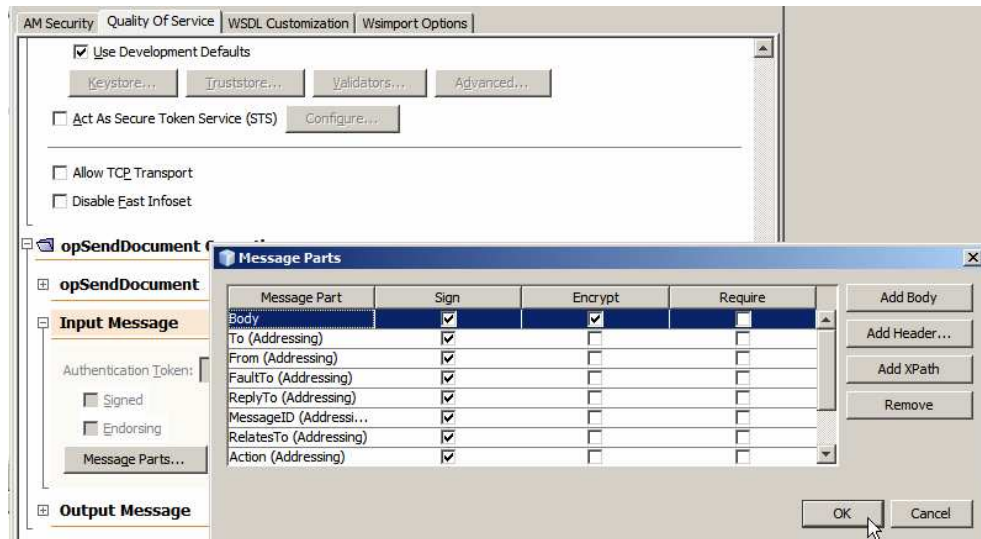 AM Security Quality Of Service WSDL Customization Wsimport Options
Use Development Defaults
Keystore... Truststore... Validators... Advanced...
Act As Secure Token Service (STS) Configure...
Allow TCP Transport
Disable Fast Infoset
opSendDocument
Message Parts
Message Part Sign Encrypt Require
Body
To (Addressing)
From (Addressing)
FaultTo (Addressing)
ReplyTo (Addressing)
MessageID (Addressi...
RelatesTo (Addressing)
Action (Addressing)
Add Body
Add Header...
Add XPath
Remove
OK Cancel
opSendDocument
Input Message
Authentication Token:
Signed
Endorsing
Message Parts...
Output Message